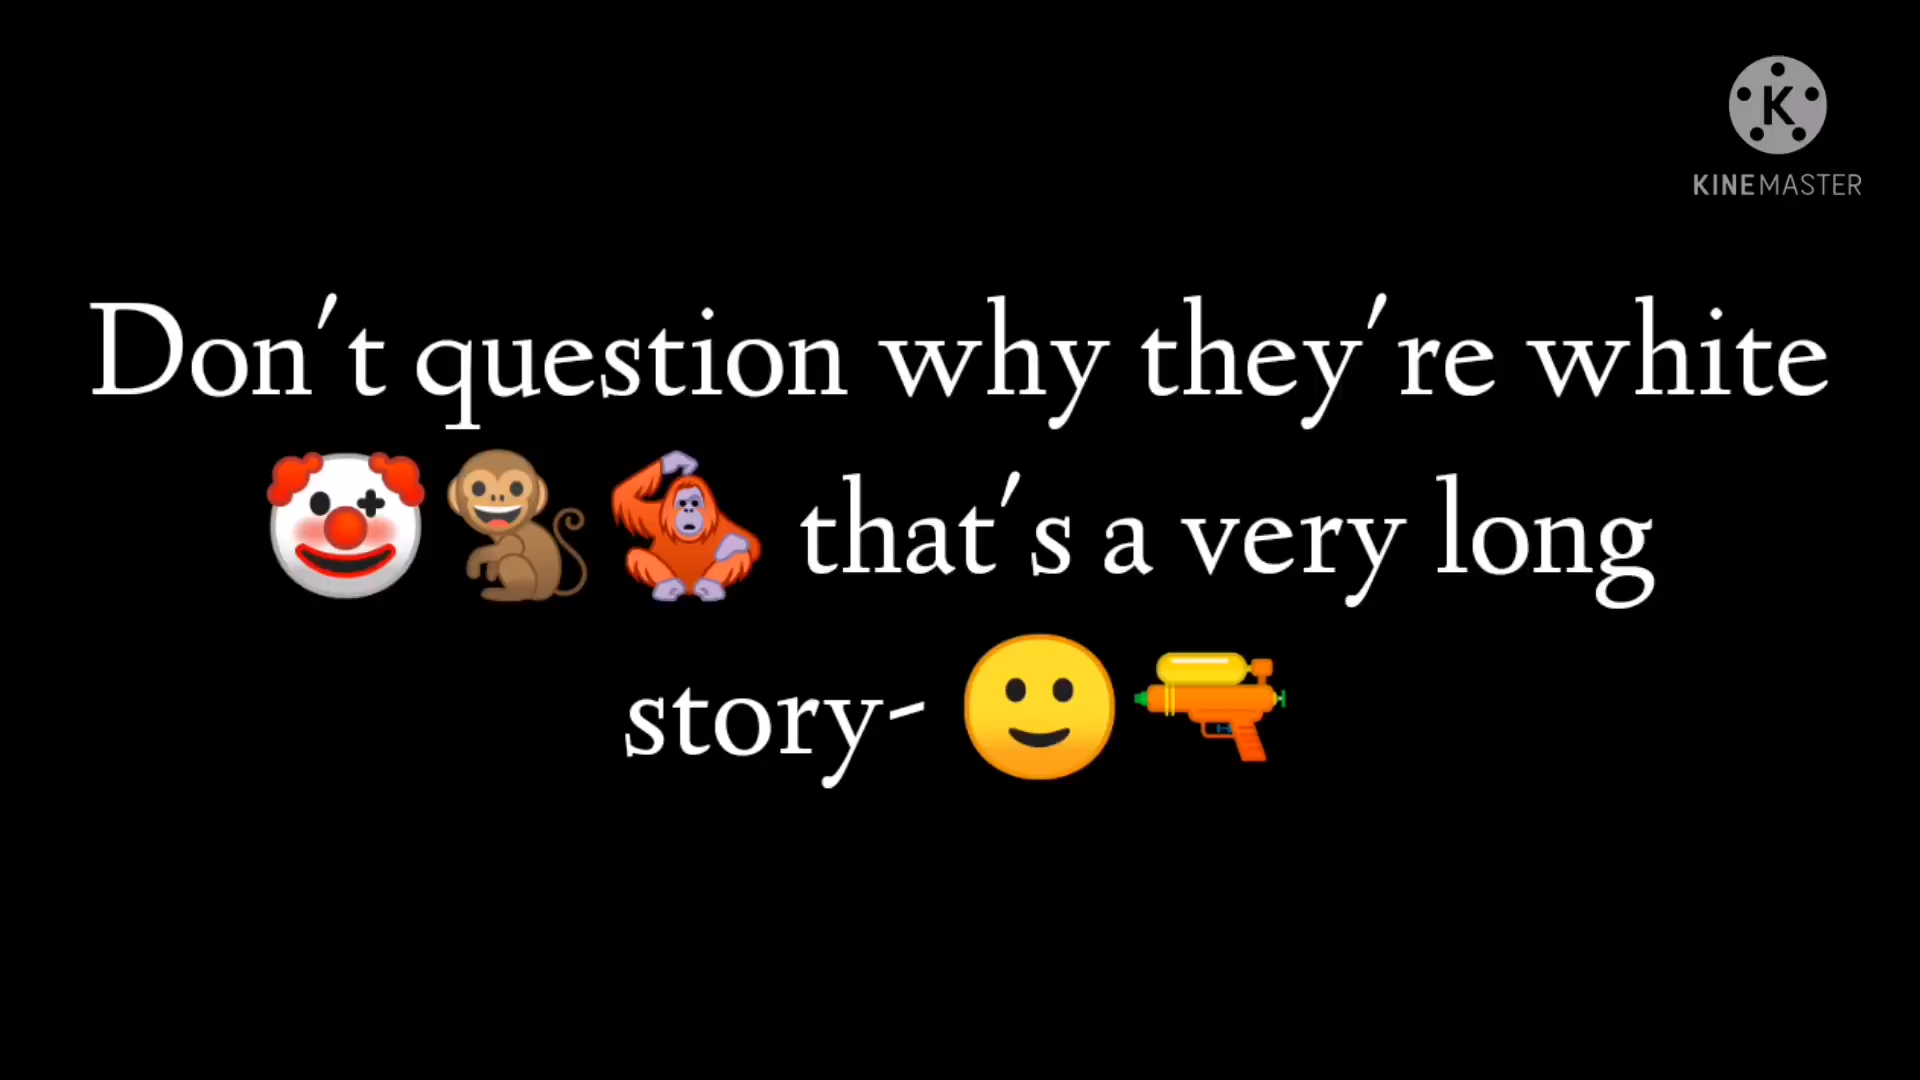 K
KINEMASTER
Don't question why they're white
🤡🐒🦧 that's a very long
story- 🙂🔫